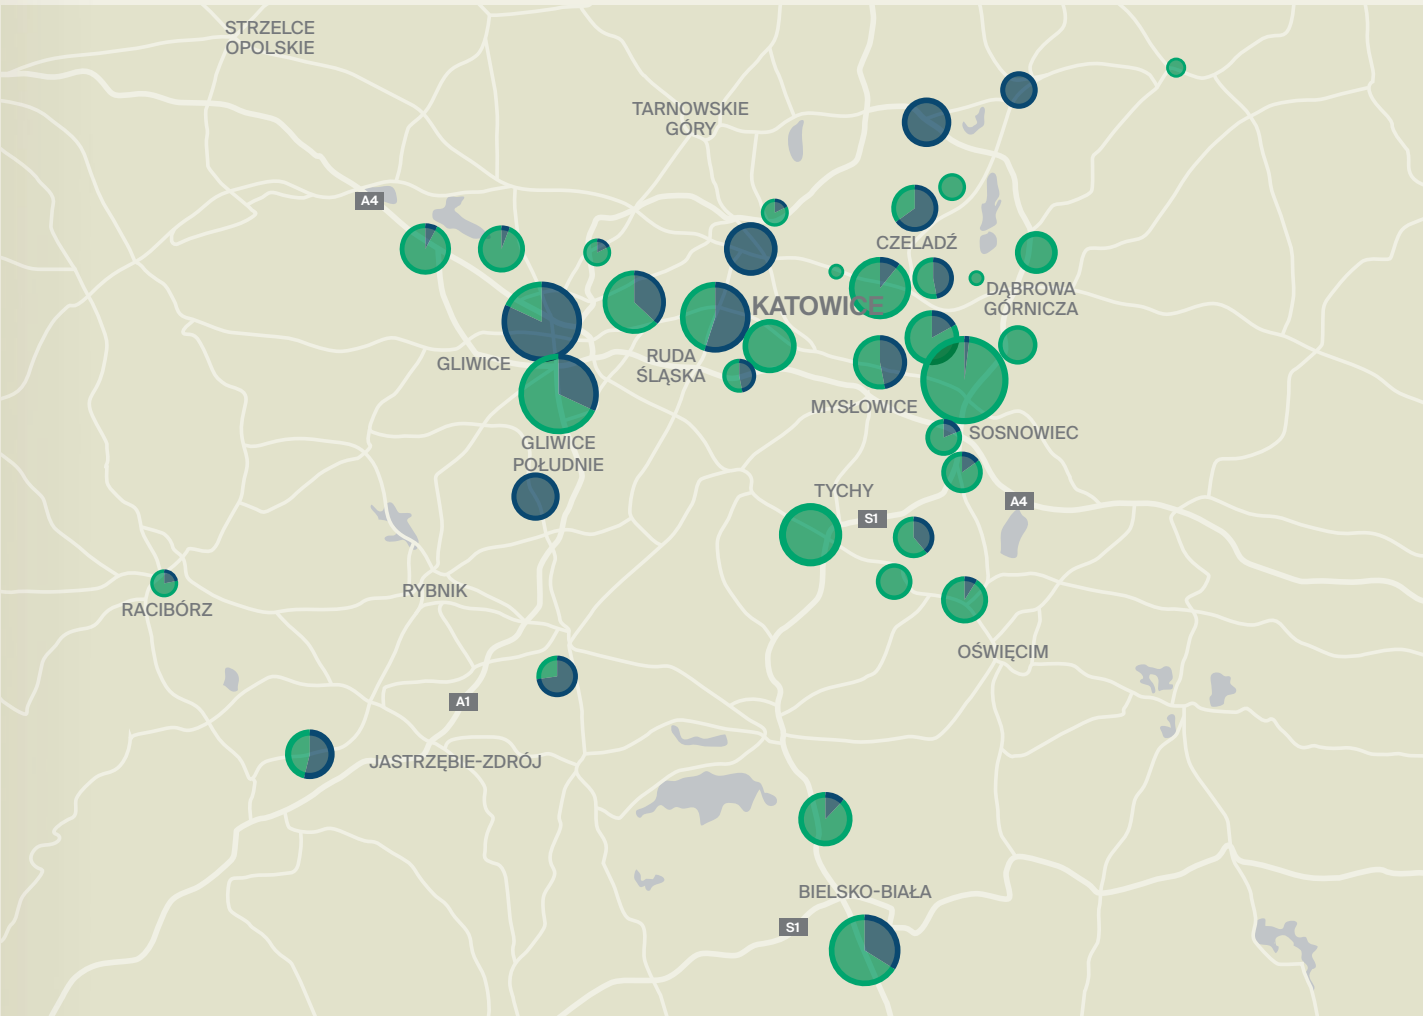 STRZELCE
OPOLSKIE
TARNOWSKIE
GÓRY
A4
CZELADŹ
DĄBROWA
GÓRNICZA
KATOWICE
GLIWICE
RUDA
ŚLĄSKA
MYSŁOWICE
SOSNOWIEC
GLIWICE
POŁUDNIE
TYCHY
S1
A4
RYBNIK
RACIBÓRZ
OŚWIĘCIM
A1
JASTRZĘBIE-ZDRÓJ
BIELSKO-BIAŁA
S1